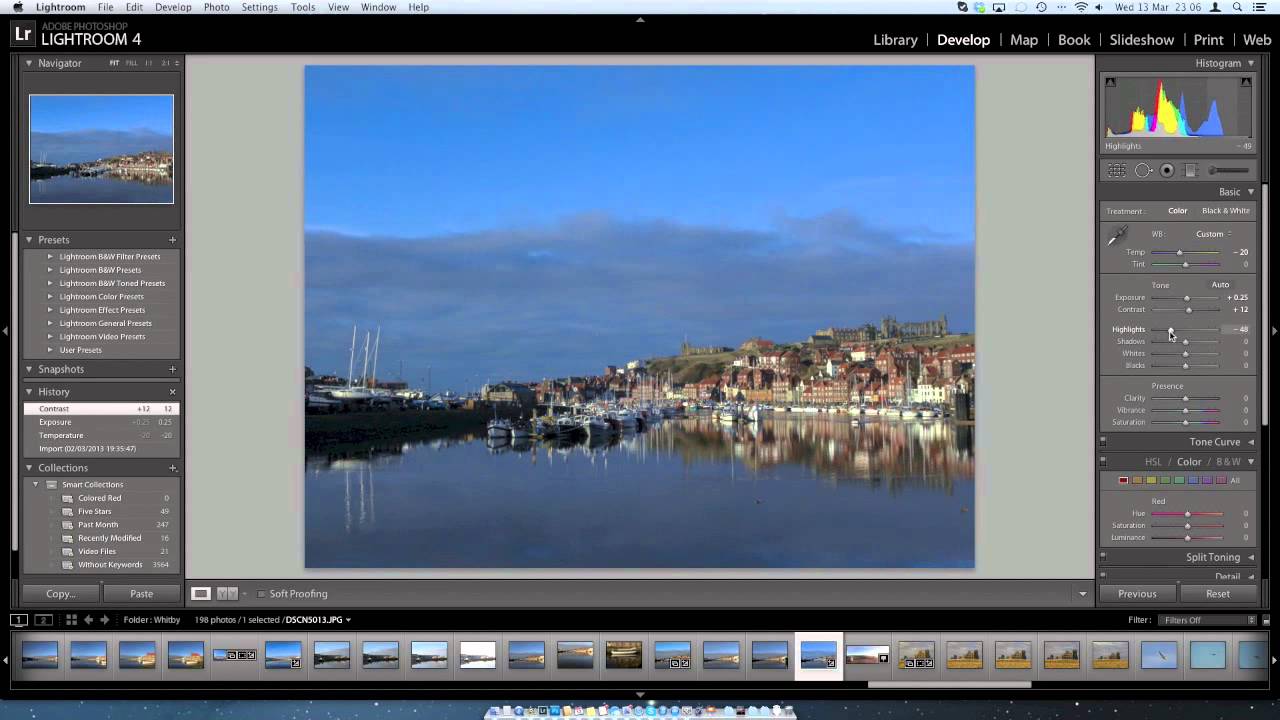 Lightroom File Edit Develop Photo Settings Tools View Window Help Wed 13 Mar 23:06
Lr ADOBE PHOTOSHOP
LIGHTROOM 4
Library | Develop | Map | Book | Slideshow | Print | Web
Navigator FIT FILL 1:1 2:1
Presets +
Lightroom B&W Filter Presets
Lightroom B&W Presets
Lightroom B&W Toned Presets
Lightroom Color Presets
Lightroom Effect Presets
Lightroom General Presets
Lightroom Video Presets
User Presets
Snapshots +
History ×
Contrast +12 12
Exposure +0.25 0.25
Temperature -20 -20
Import (02/03/2013 19:35:47)
Collections +
Smart Collections
Colored Red 0
Five Stars 49
Past Month 247
Recently Modified 16
Video Files 21
Without Keywords 3564
Copy... Paste
Y Y Soft Proofing
Histogram
Highlights - 49
Basic
Treatment : Color Black & White
WB: Custom
Temp - 20
Tint 0
Tone Auto
Exposure + 0.25
Contrast + 12
Highlights - 48
Shadows 0
Whites 0
Blacks 0
Presence
Clarity 0
Vibrance 0
Saturation 0
Tone Curve
HSL / Color / B & W
All
Red
Hue 0
Saturation 0
Luminance 0
Split Toning
Detail
Previous Reset
1 2 Folder : Whitby 198 photos / 1 selected / DSCN5013.JPG Filter : Filters Off